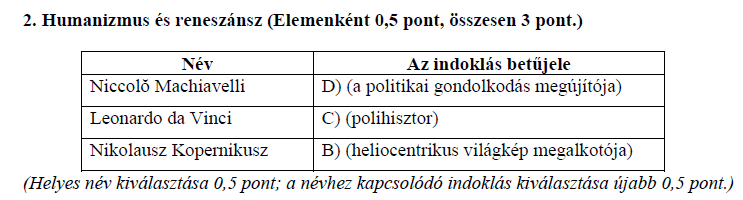 2. Humanizmus és reneszánsz (Elemenként 0,5 pont, összesen 3 pont.)
Név Az indoklás betűjele
Niccolŏ Machiavelli D) (a politikai gondolkodás megújítója)
Leonardo da Vinci C) (polihisztor)
Nikolausz Kopernikusz B) (heliocentrikus világkép megalkotója)
(Helyes név kiválasztása 0,5 pont; a névhez kapcsolódó indoklás kiválasztása újabb 0,5 pont.)